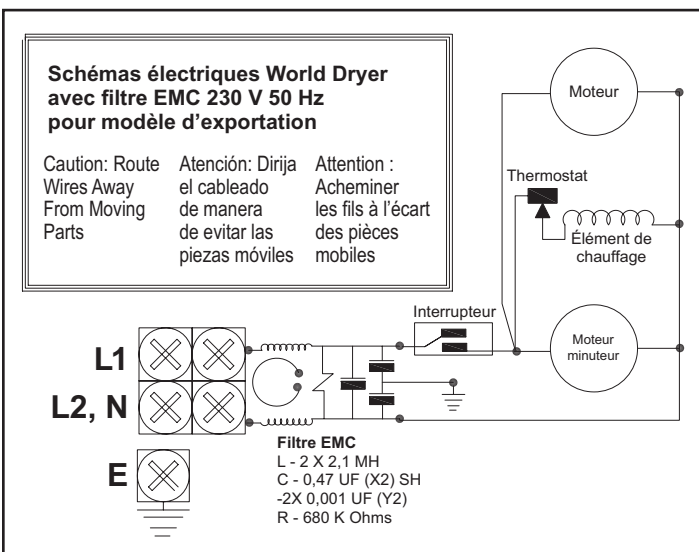 Schémas électriques World Dryer
avec filtre EMC 230 V 50 Hz
pour modèle d'exportation
Caution: Route
Wires Away
From Moving
Parts
Atención: Dirija
el cableado
de manera
de evitar las
piezas móviles
Attention :
Acheminer
les fils à l'écart
des pièces
mobiles
Moteur
Thermostat
Élément de
chauffage
Interrupteur
Moteur
minuteur
L1
L2, N
E
Filtre EMC
L - 2 X 2,1 MH
C - 0,47 UF (X2) SH
-2X 0,001 UF (Y2)
R - 680 K Ohms